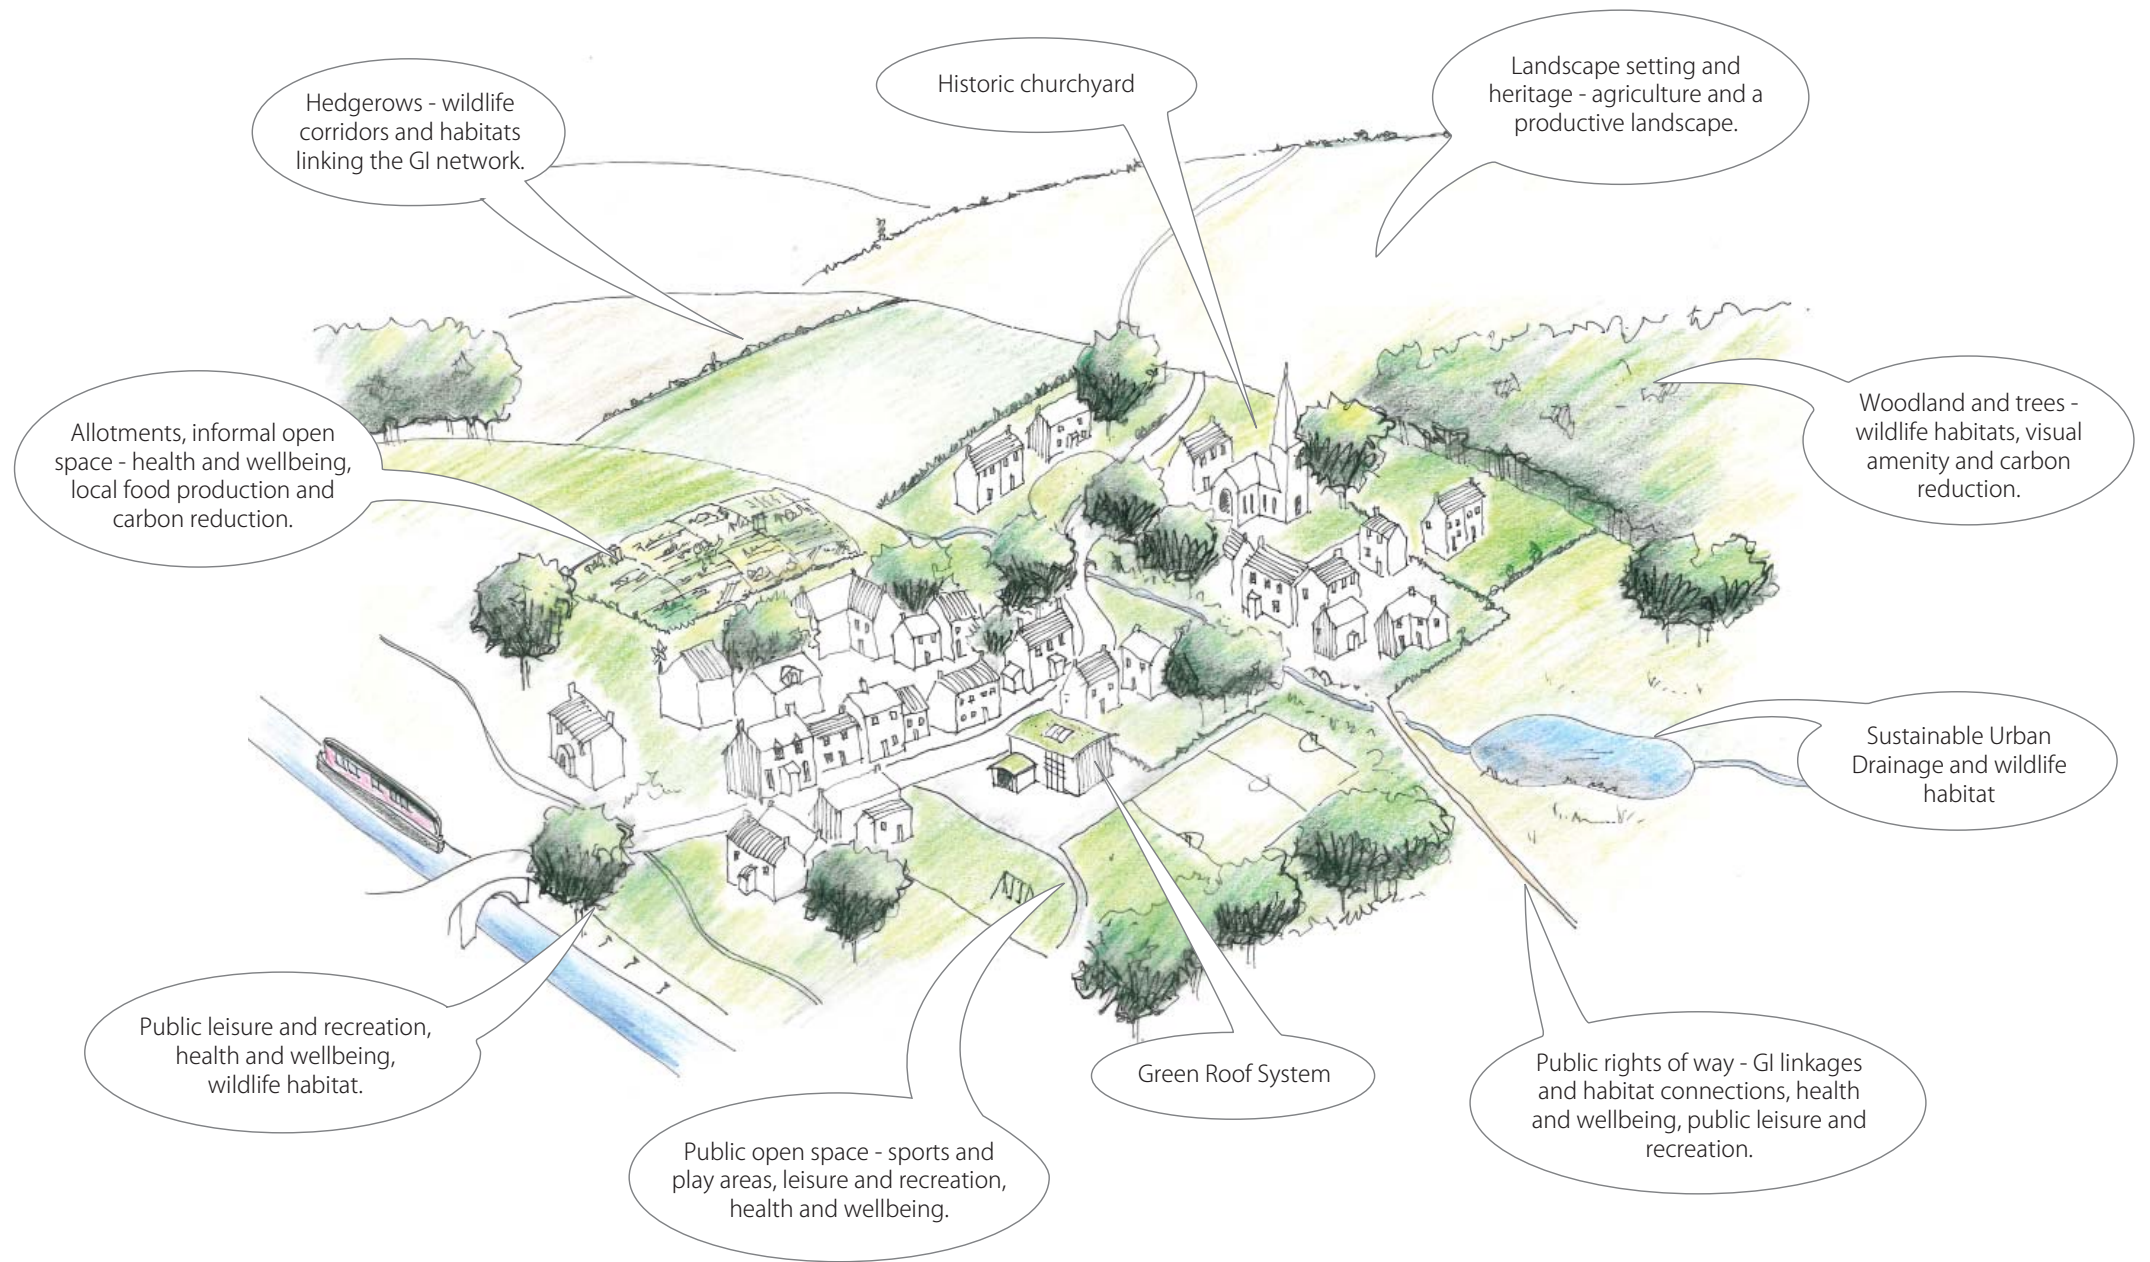 Hedgerows - wildlife
corridors and habitats
linking the GI network.
Historic churchyard
Landscape setting and
heritage - agriculture and a
productive landscape.
Allotments, informal open
space - health and wellbeing,
local food production and
carbon reduction.
Woodland and trees -
wildlife habitats, visual
amenity and carbon
reduction.
Sustainable Urban
Drainage and wildlife
habitat
Public leisure and recreation,
health and wellbeing,
wildlife habitat.
Public open space - sports and
play areas, leisure and recreation,
health and wellbeing.
Green Roof System
Public rights of way - GI linkages
and habitat connections, health
and wellbeing, public leisure and
recreation.